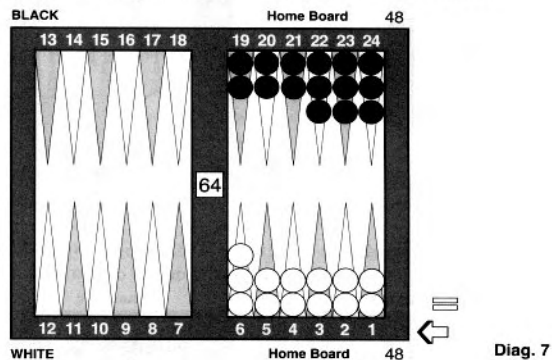 BLACK Home Board 48
13 14 15 16 17 18 19 20 21 22 23 24
64
12 11 10 9 8 7 6 5 4 3 2 1
WHITE Home Board 48
Diag. 7